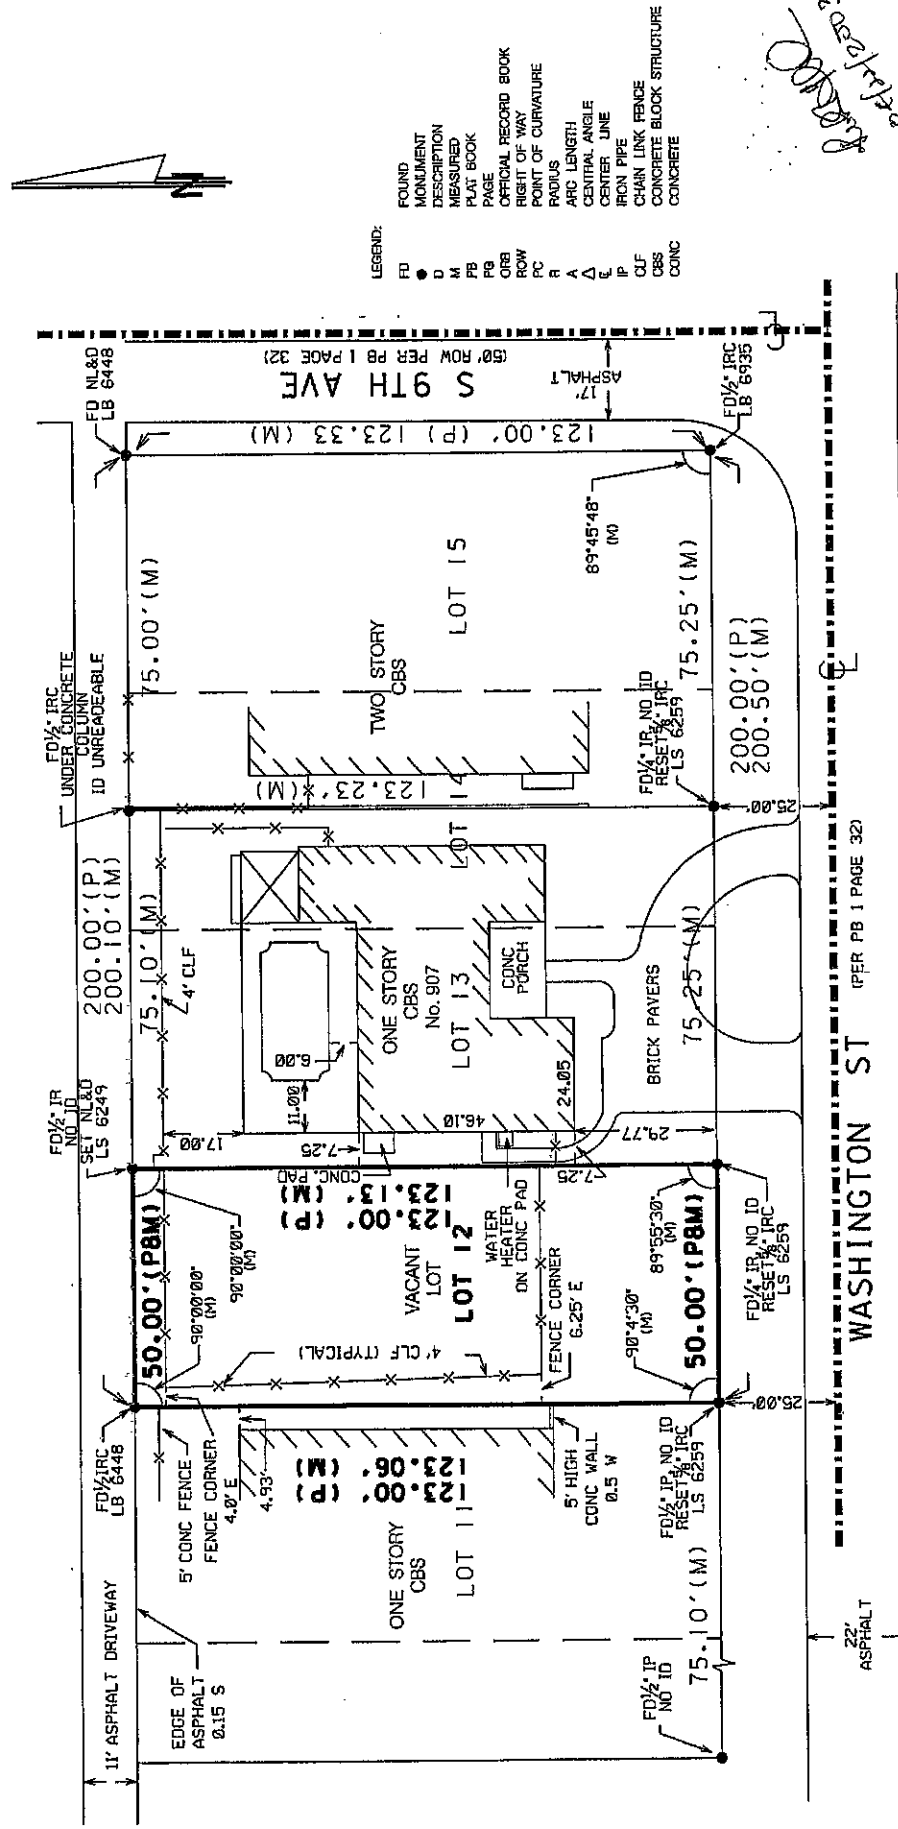 LEGEND:
FD FOUND
● MONUMENT
D DESCRIPTION
M MEASURED
PB PLAT BOOK
PG PAGE
ORB OFFICIAL RECORD BOOK
ROW RIGHT OF WAY
PC POINT OF CURVATURE
R RADIUS
A ARC LENGTH
△ CENTRAL ANGLE
℄ CENTER LINE
IP IRON PIPE
CLF CHAIN LINK FENCE
CBS CONCRETE BLOCK STRUCTURE
CONC CONCRETE
N
11' ASPHALT DRIVEWAY
EDGE OF
ASPHALT
0.15 S
FD½"IRC
LB 6448
5' CONC FENCE
FENCE CORNER
4.0' E
4.93'
50.00'(P&M)
90°00'00"
(M)
90°00'00"
(M)
FD½" IR
NO ID
SET NL&D
LS 6249
200.00'(P)
200.10'(M)
75.10'(M)
4' CLF
FD½" IRC
UNDER CONCRETE
COLUMN
ID UNREADEABLE
75.00'(M)
FD NL&D
LB 6448
S 9TH AVE
(50' ROW PER PB 1 PAGE 32)
17'
ASPHALT
123.00' (P) 123.33 (M)
ONE STORY
CBS
LOT 11
123.00' (P)
123.06' (M)
5' HIGH
CONC WALL
0.5 W
VACANT
LOT
LOT 12
4' CLF (TYPICAL)
123.00' (P)
123.13' (M)
CONC. PAD
WATER
HEATER
ON CONC PAD
FENCE CORNER
6.25' E
17.00
7.25
11.00
6.00
ONE STORY
CBS
No. 907
LOT 13
46.10
24.05
7.25
29.77
CONC
PORCH
BRICK PAVERS
LOT 14
123.23' (M)
TWO STORY
CBS
LOT 15
89°45'48"
(M)
FD½" IRC
LB 6935
FD½" IP
NO ID
75.10'(M)
FD½" IP, NO ID
RESET⅝" IRC
LS 6259
90°4'30"
(M)
50.00'(P&M)
89°55'30"
(M)
FD¼" IR, NO ID
RESET⅝" IRC
LS 6259
75.25'(M)
FD¼" IR, NO ID
RESET⅝" IRC
LS 6259
75.25'(M)
200.00'(P)
200.50'(M)
25.00'
25.00'
22'
ASPHALT
WASHINGTON ST
(PER PB 1 PAGE 32)
℄
℄